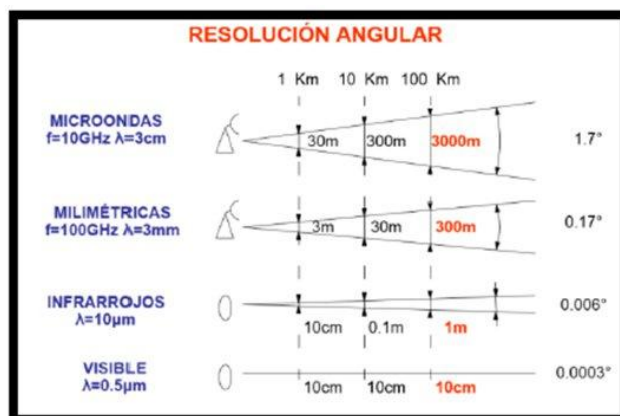 RESOLUCIÓN ANGULAR
1 Km 10 Km 100 Km
MICROONDAS
f=10GHz λ=3cm
30m 300m 3000m 1.7°
MILIMÉTRICAS
f=100GHz λ=3mm
3m 30m 300m 0.17°
INFRARROJOS
λ=10µm
10cm 0.1m 1m 0.006°
VISIBLE
λ=0.5µm
10cm 10cm 10cm 0.0003°